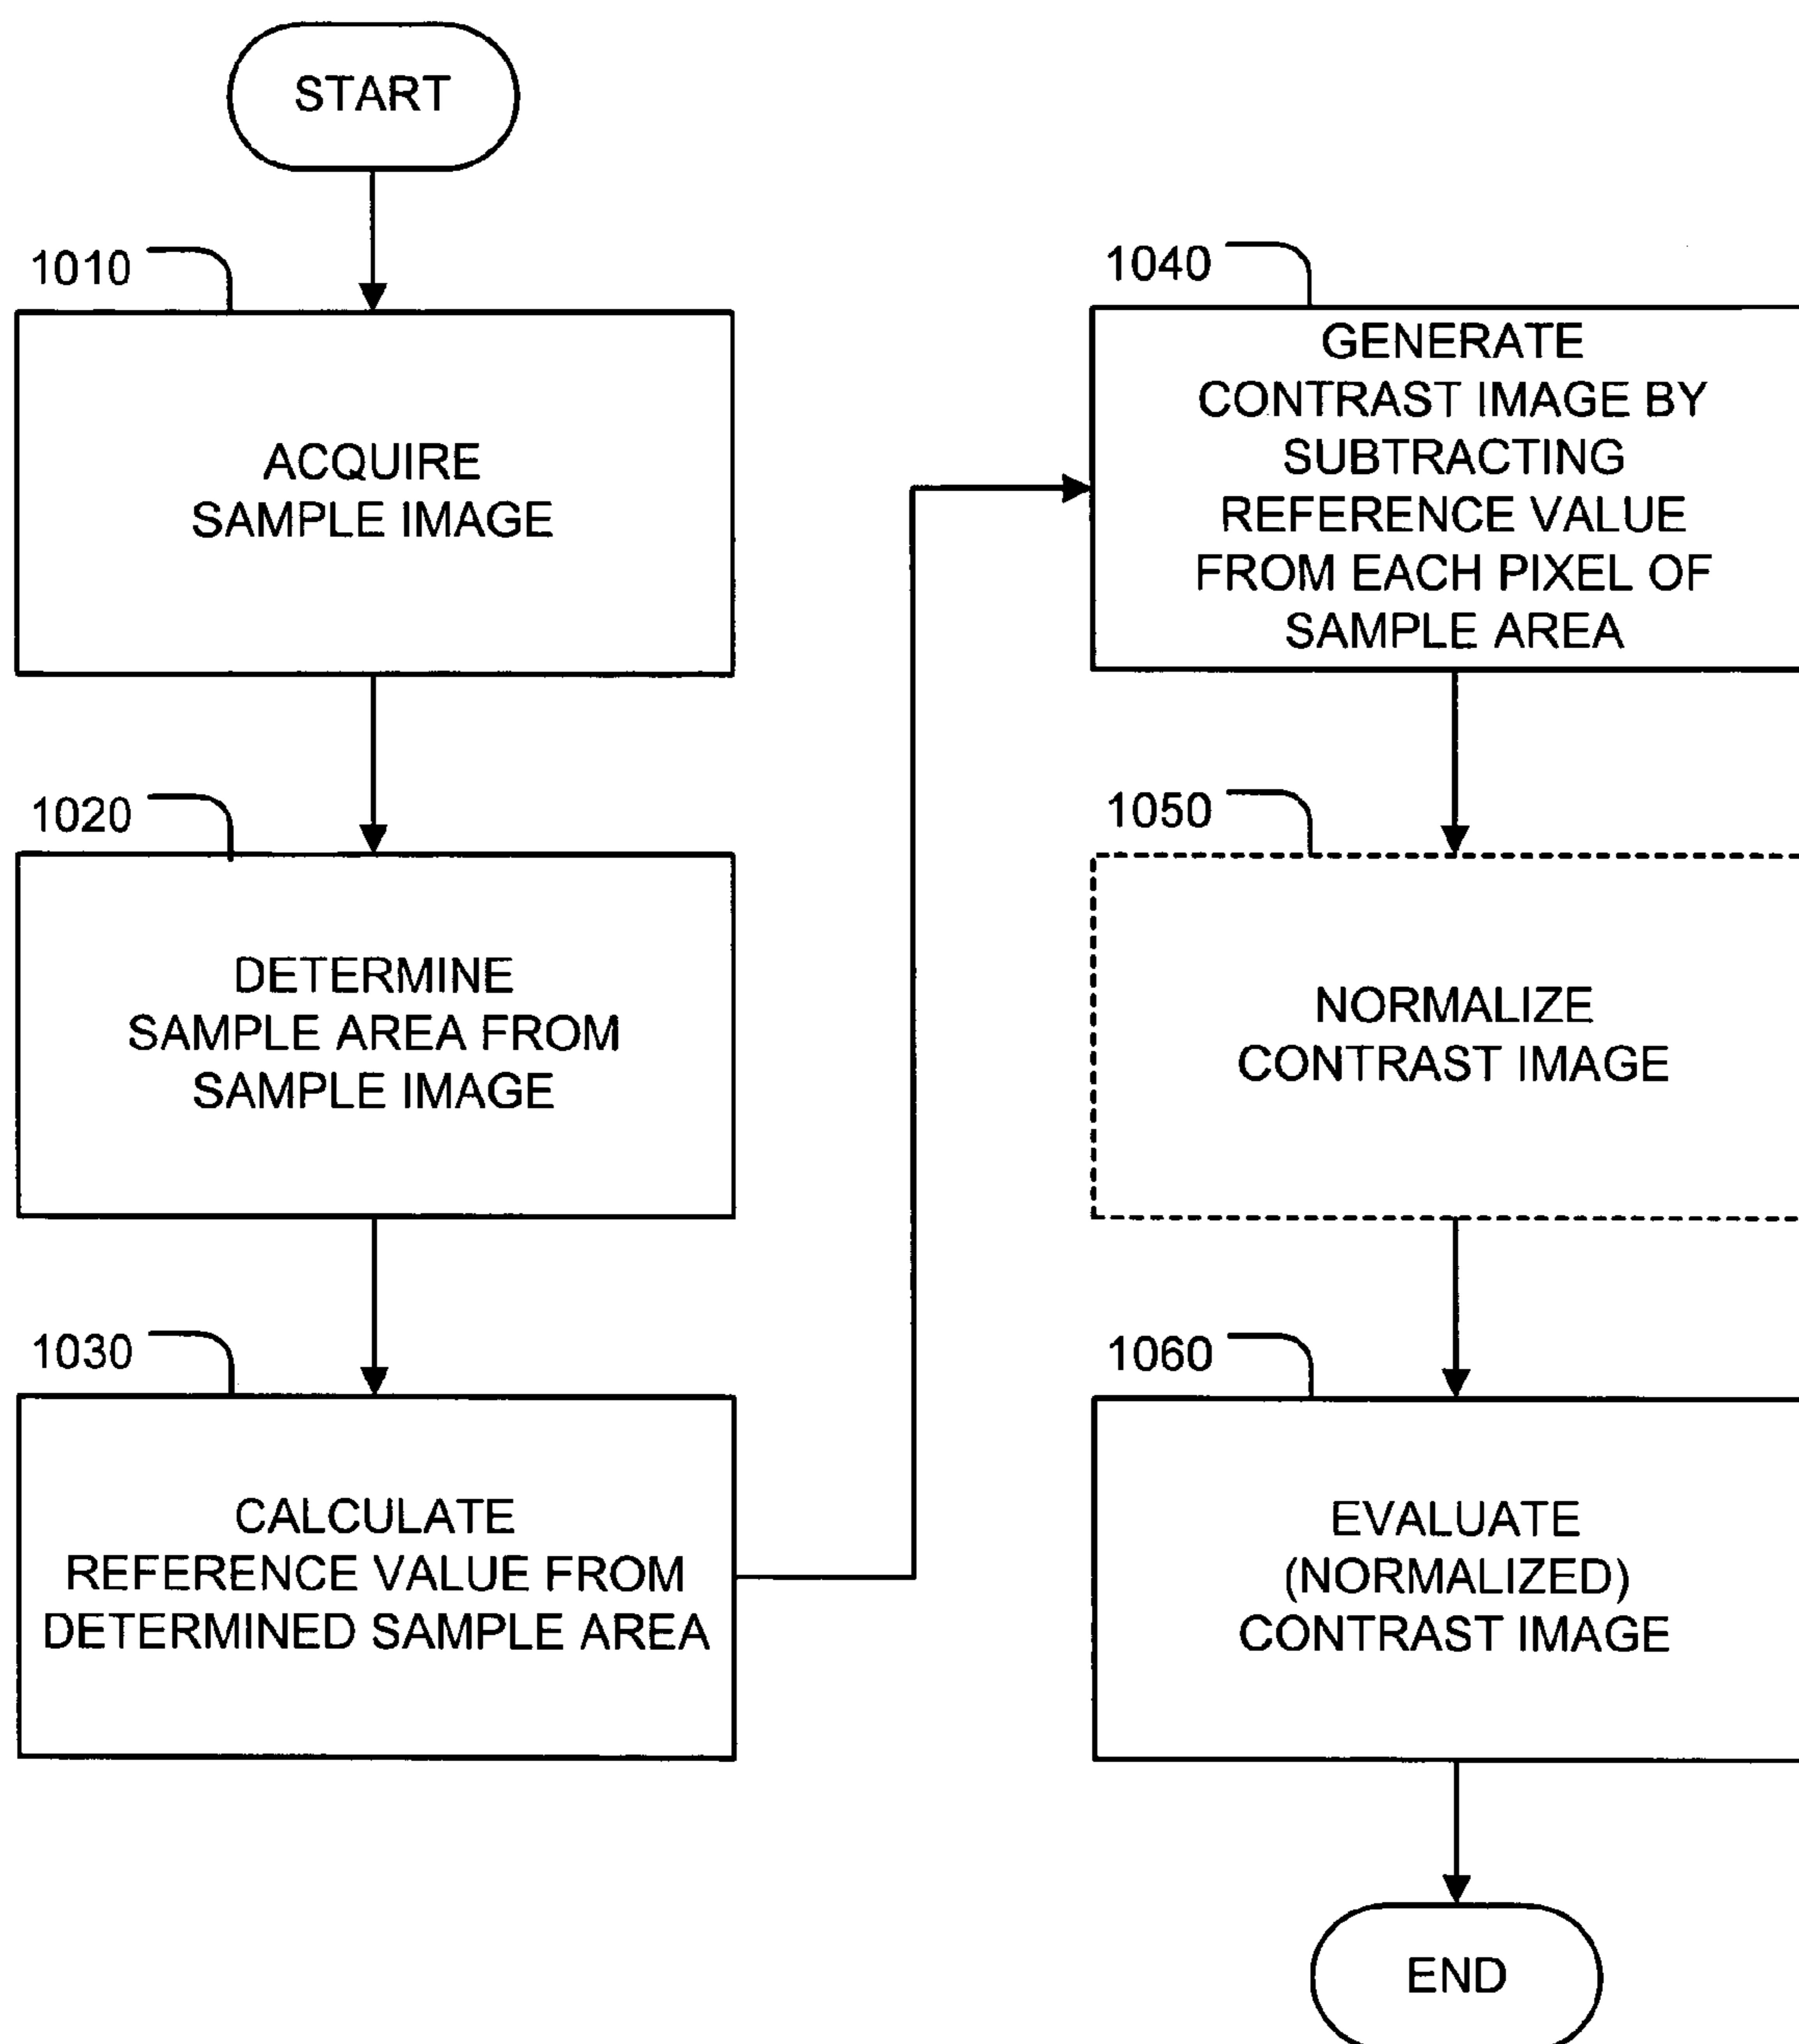 START
1010
ACQUIRE
SAMPLE IMAGE
1020
DETERMINE
SAMPLE AREA FROM
SAMPLE IMAGE
1030
CALCULATE
REFERENCE VALUE FROM
DETERMINED SAMPLE AREA
1040
GENERATE
CONTRAST IMAGE BY
SUBTRACTING
REFERENCE VALUE
FROM EACH PIXEL OF
SAMPLE AREA
1050
NORMALIZE
CONTRAST IMAGE
1060
EVALUATE
(NORMALIZED)
CONTRAST IMAGE
END